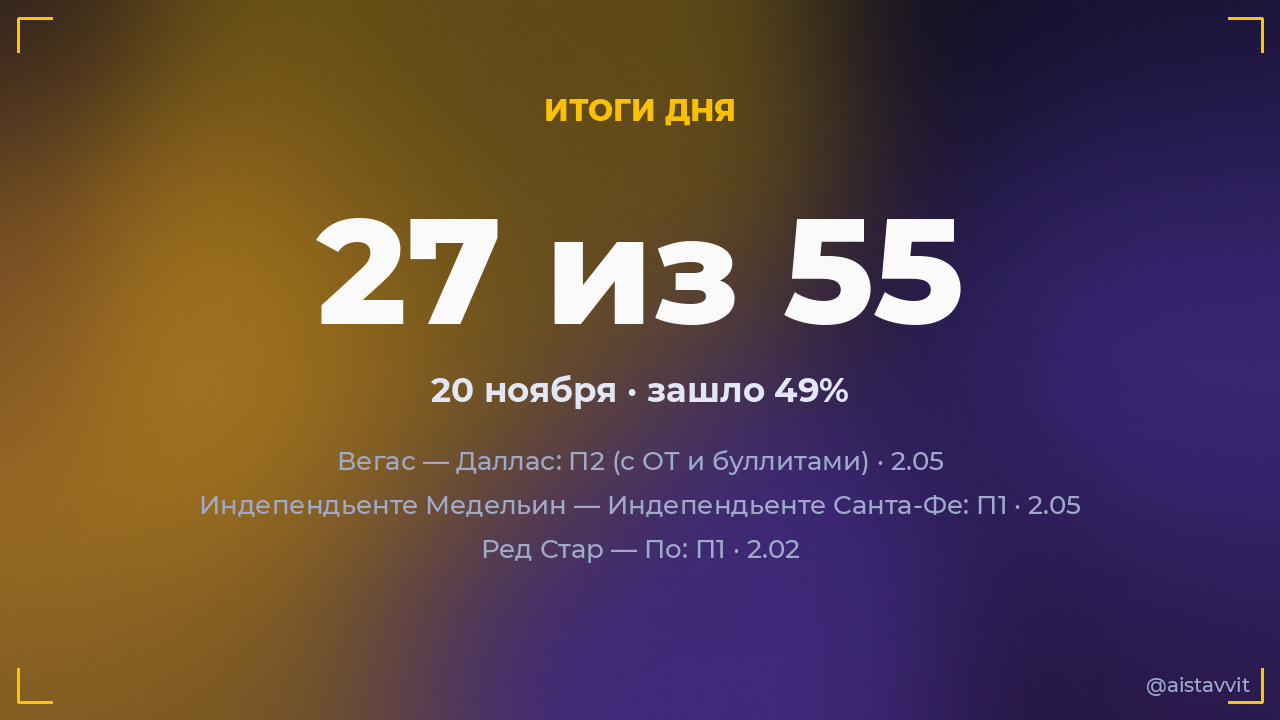 ИТОГИ ДНЯ
27 из 55
20 ноября · зашло 49%
Вегас — Даллас: П2 (с ОТ и буллитами) · 2.05
Индепендьенте Медельин — Индепендьенте Санта-Фе: П1 · 2.05
Ред Стар — По: П1 · 2.02
@aistavvit